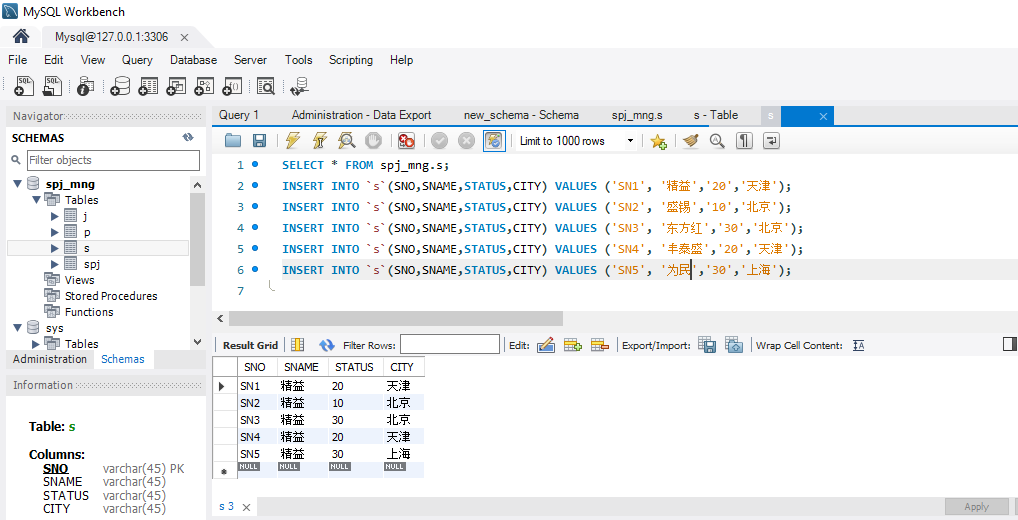 MySQL Workbench
Mysql@127.0.0.1:3306
File Edit View Query Database Server Tools Scripting Help
Navigator
SCHEMAS
Filter objects
spj_mng
Tables
j
p
s
spj
Views
Stored Procedures
Functions
sys
Tables
Administration Schemas
Information
Table: s
Columns:
SNO varchar(45) PK
SNAME varchar(45)
STATUS varchar(45)
CITY varchar(45)
Query 1 Administration - Data Export new_schema - Schema spj_mng.s s - Table s
Limit to 1000 rows
1 SELECT * FROM spj_mng.s;
2 INSERT INTO `s`(SNO,SNAME,STATUS,CITY) VALUES ('SN1', '精益','20','天津');
3 INSERT INTO `s`(SNO,SNAME,STATUS,CITY) VALUES ('SN2', '盛锡','10','北京');
4 INSERT INTO `s`(SNO,SNAME,STATUS,CITY) VALUES ('SN3', '东方红','30','北京');
5 INSERT INTO `s`(SNO,SNAME,STATUS,CITY) VALUES ('SN4', '丰泰盛','20','天津');
6 INSERT INTO `s`(SNO,SNAME,STATUS,CITY) VALUES ('SN5', '为民','30','上海');
7
Result Grid Filter Rows: Edit: Export/Import: Wrap Cell Content:
SNO SNAME STATUS CITY
SN1 精益 20 天津
SN2 精益 10 北京
SN3 精益 30 北京
SN4 精益 20 天津
SN5 精益 30 上海
NULL NULL NULL NULL
s 3
Apply